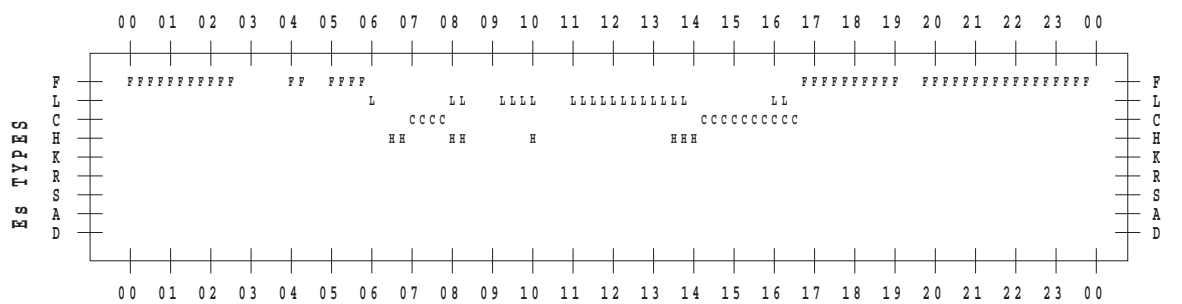 00 01 02 03 04 05 06 07 08 09 10 11 12 13 14 15 16 17 18 19 20 21 22 23 00
F FFFFFFFFFFF FF FFFF FFFFFFFFFF FFFFFFFFFFFFFFFFF F
L L LL LLLL LLLLLLLLLLLL LL L
C CCCC CCCCCCCCCC C
H HH HH H HHH H
K K
R R
S S
A A
D D
Es TYPES
00 01 02 03 04 05 06 07 08 09 10 11 12 13 14 15 16 17 18 19 20 21 22 23 00